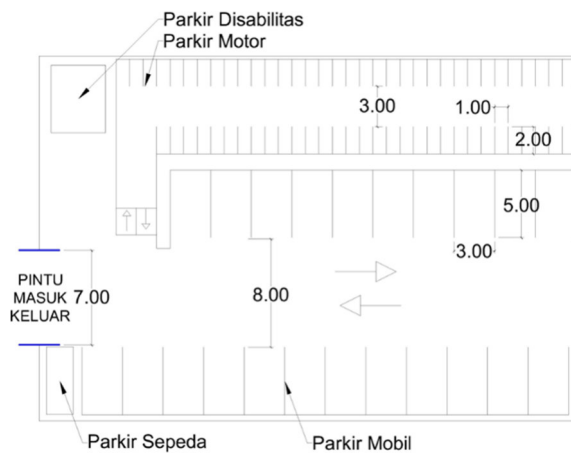 Parkir Disabilitas
Parkir Motor
3.00
1.00
2.00
5.00
3.00
PINTU
MASUK
KELUAR
7.00
8.00
Parkir Sepeda
Parkir Mobil